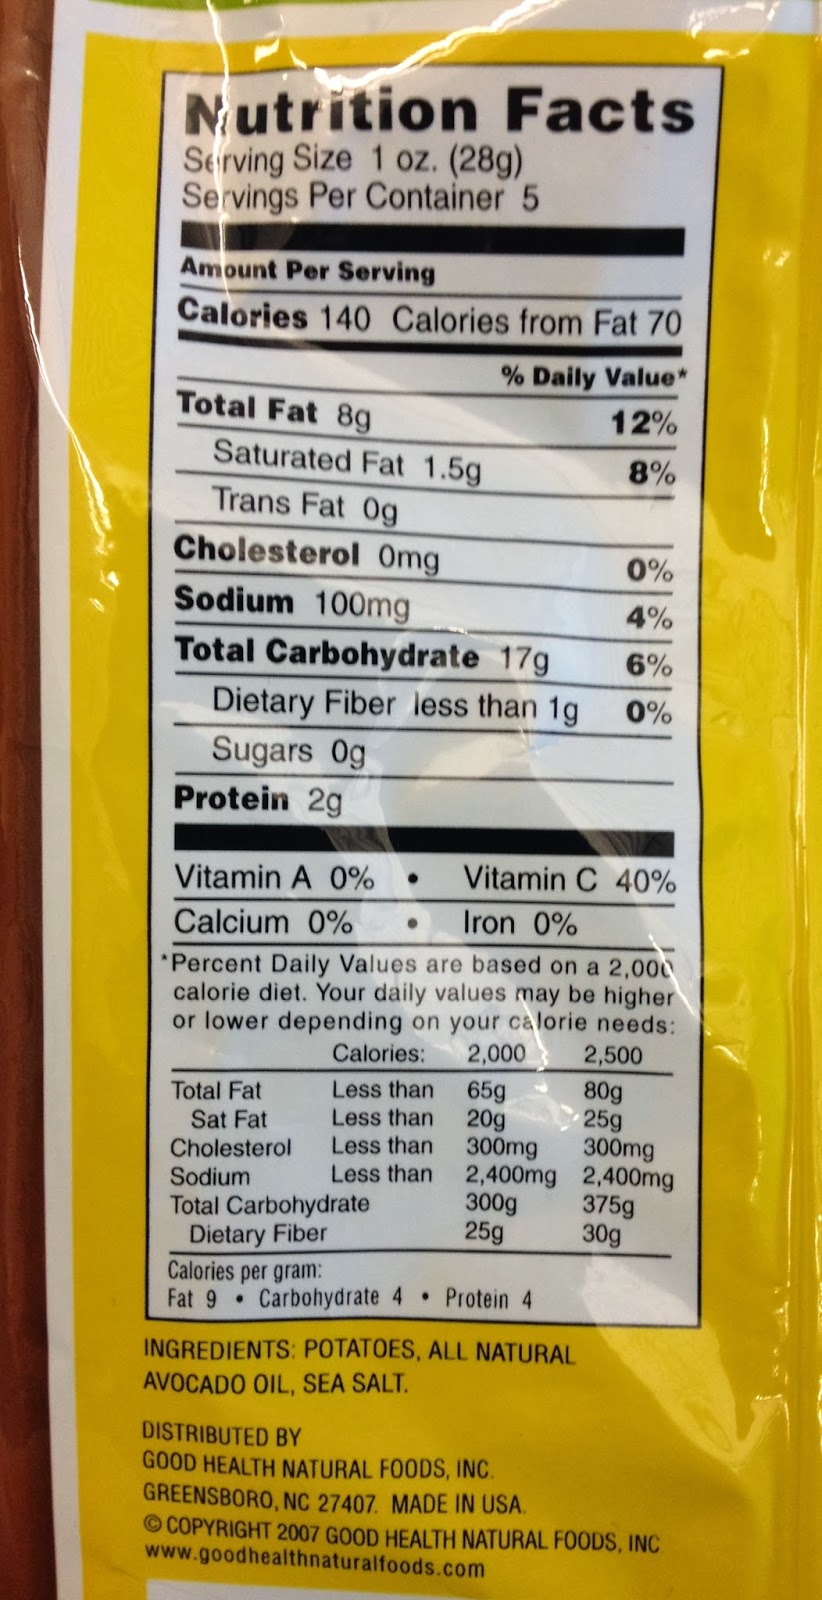 Nutrition Facts
Serving Size 1 oz. (28g)
Servings Per Container 5
Amount Per Serving
Calories 140 Calories from Fat 70
% Daily Value*
Total Fat 8g 12%
Saturated Fat 1.5g 8%
Trans Fat 0g
Cholesterol 0mg 0%
Sodium 100mg 4%
Total Carbohydrate 17g 6%
Dietary Fiber less than 1g 0%
Sugars 0g
Protein 2g
Vitamin A 0% • Vitamin C 40%
Calcium 0% • Iron 0%
*Percent Daily Values are based on a 2,000
calorie diet. Your daily values may be higher
or lower depending on your calorie needs:
Calories: 2,000 2,500
Total Fat Less than 65g 80g
Sat Fat Less than 20g 25g
Cholesterol Less than 300mg 300mg
Sodium Less than 2,400mg 2,400mg
Total Carbohydrate 300g 375g
Dietary Fiber 25g 30g
Calories per gram:
Fat 9 • Carbohydrate 4 • Protein 4
INGREDIENTS: POTATOES, ALL NATURAL
AVOCADO OIL, SEA SALT.
DISTRIBUTED BY
GOOD HEALTH NATURAL FOODS, INC.
GREENSBORO, NC 27407. MADE IN USA.
© COPYRIGHT 2007 GOOD HEALTH NATURAL FOODS, INC
www.goodhealthnaturalfoods.com